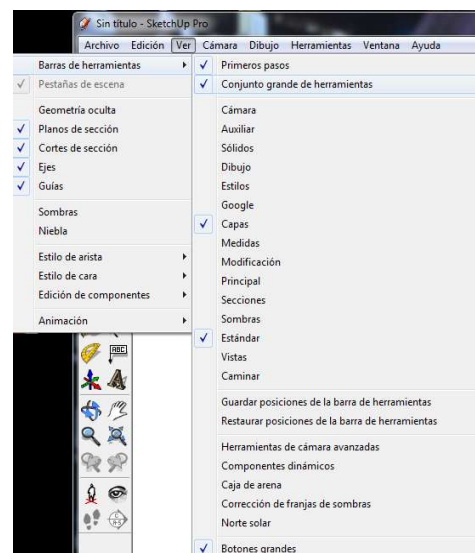 Sin título - SketchUp Pro
Archivo Edición Ver Cámara Dibujo Herramientas Ventana Ayuda
Barras de herramientas
Pestañas de escena
Geometría oculta
Planos de sección
Cortes de sección
Ejes
Guías
Sombras
Niebla
Estilo de arista
Estilo de cara
Edición de componentes
Animación
Primeros pasos
Conjunto grande de herramientas
Cámara
Auxiliar
Sólidos
Dibujo
Estilos
Google
Capas
Medidas
Modificación
Principal
Secciones
Sombras
Estándar
Vistas
Caminar
Guardar posiciones de la barra de herramientas
Restaurar posiciones de la barra de herramientas
Herramientas de cámara avanzadas
Componentes dinámicos
Caja de arena
Corrección de franjas de sombras
Norte solar
Botones grandes
ABC